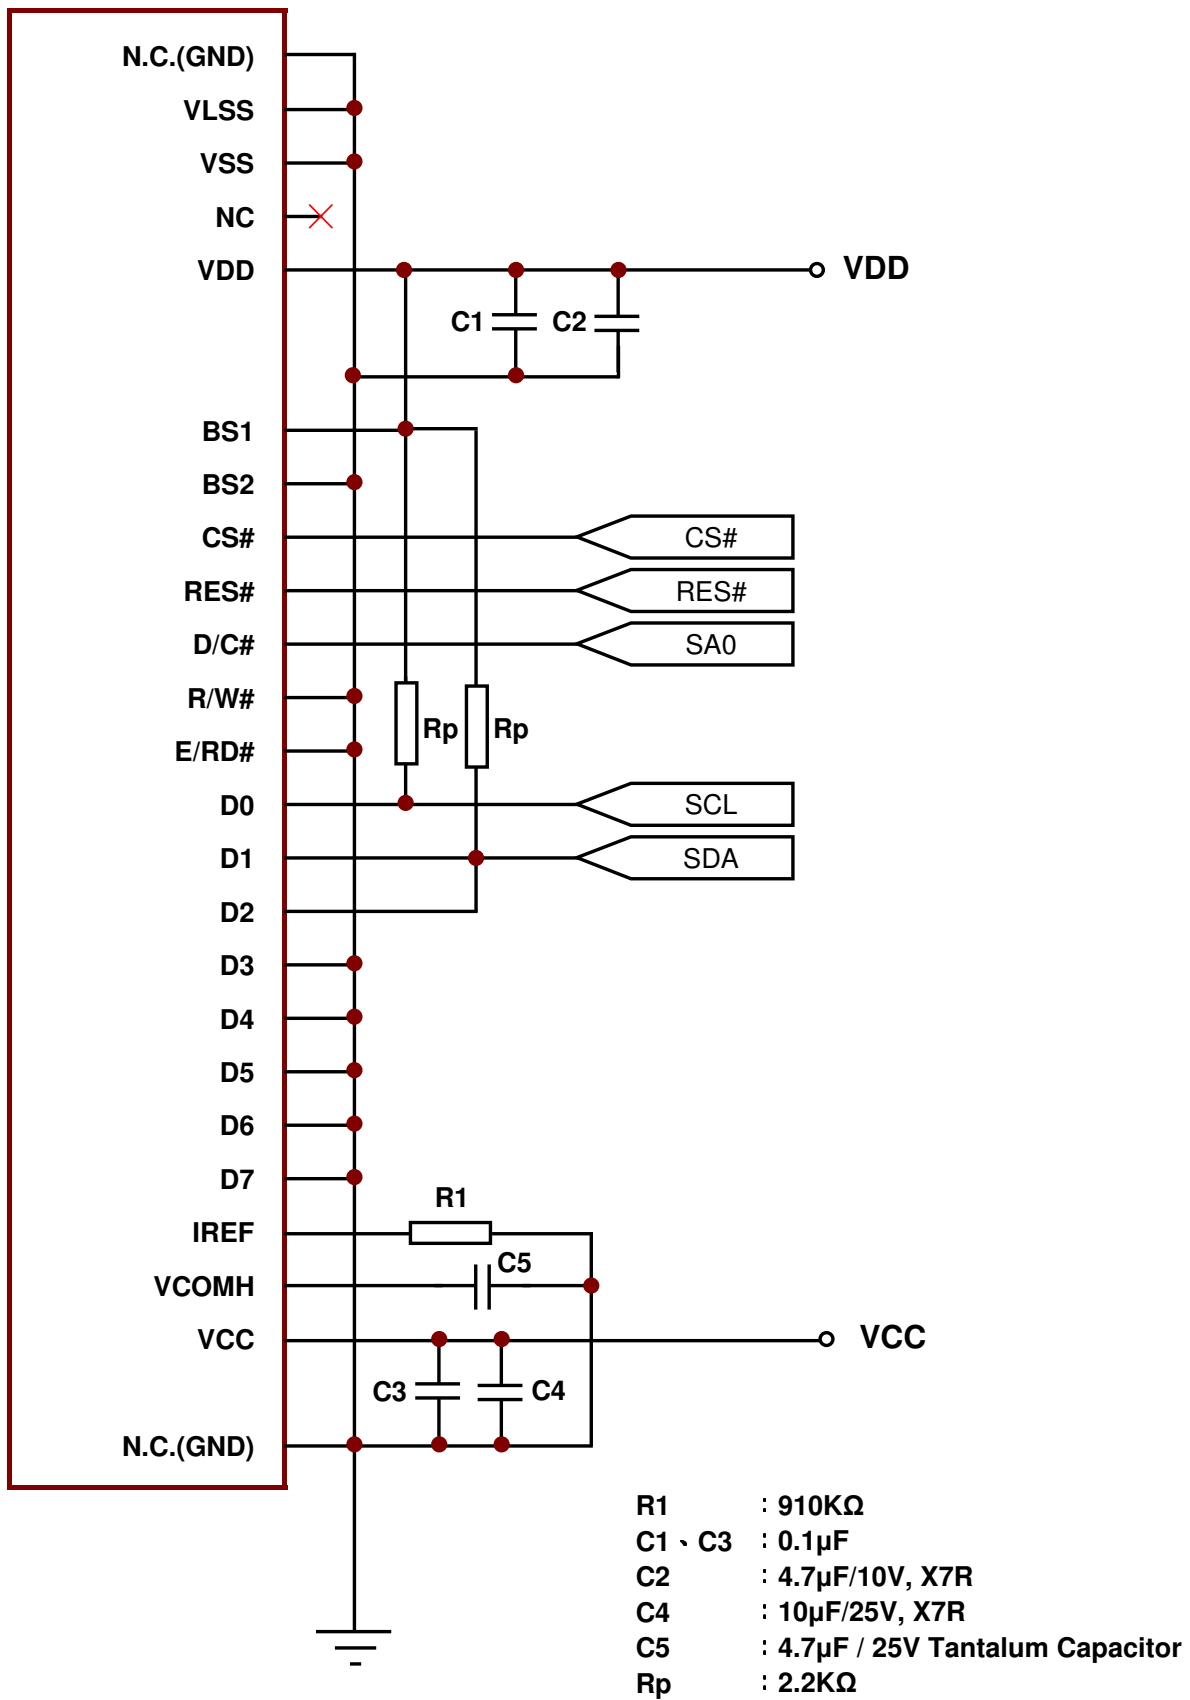 N.C.(GND)
VLSS
VSS
NC
VDD
VDD
C1
C2
BS1
BS2
CS#
CS#
RES#
RES#
D/C#
SA0
R/W#
Rp
Rp
E/RD#
D0
SCL
D1
SDA
D2
D3
D4
D5
D6
D7
R1
IREF
C5
VCOMH
VCC
VCC
C3
C4
N.C.(GND)
R1 : 910KΩ
C1、C3 : 0.1µF
C2 : 4.7µF/10V, X7R
C4 : 10µF/25V, X7R
C5 : 4.7µF / 25V Tantalum Capacitor
Rp : 2.2KΩ